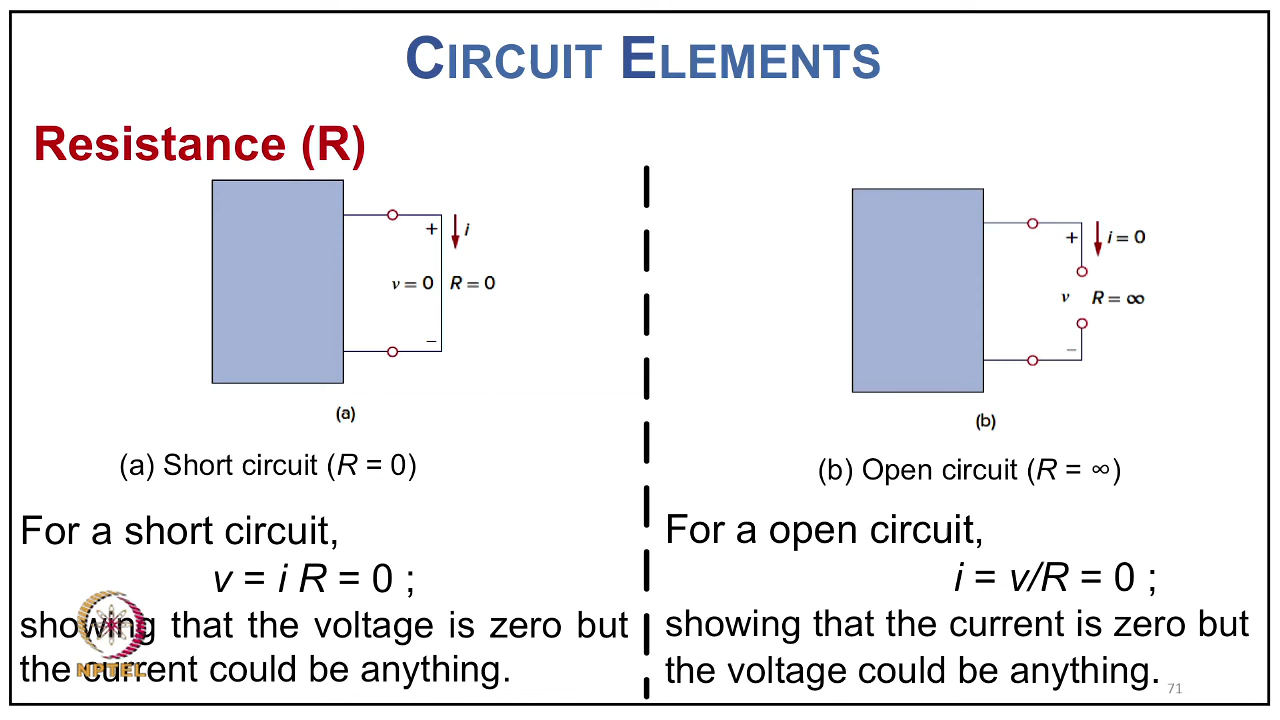 CIRCUIT ELEMENTS
Resistance (R)
+
i
v = 0
R = 0
−
(a)
(a) Short circuit (R = 0)
For a short circuit,
v = i R = 0 ;
showing that the voltage is zero but
the current could be anything.
+
i = 0
v
R = ∞
−
(b)
(b) Open circuit (R = ∞)
For a open circuit,
i = v/R = 0 ;
showing that the current is zero but
the voltage could be anything.
NPTEL
71